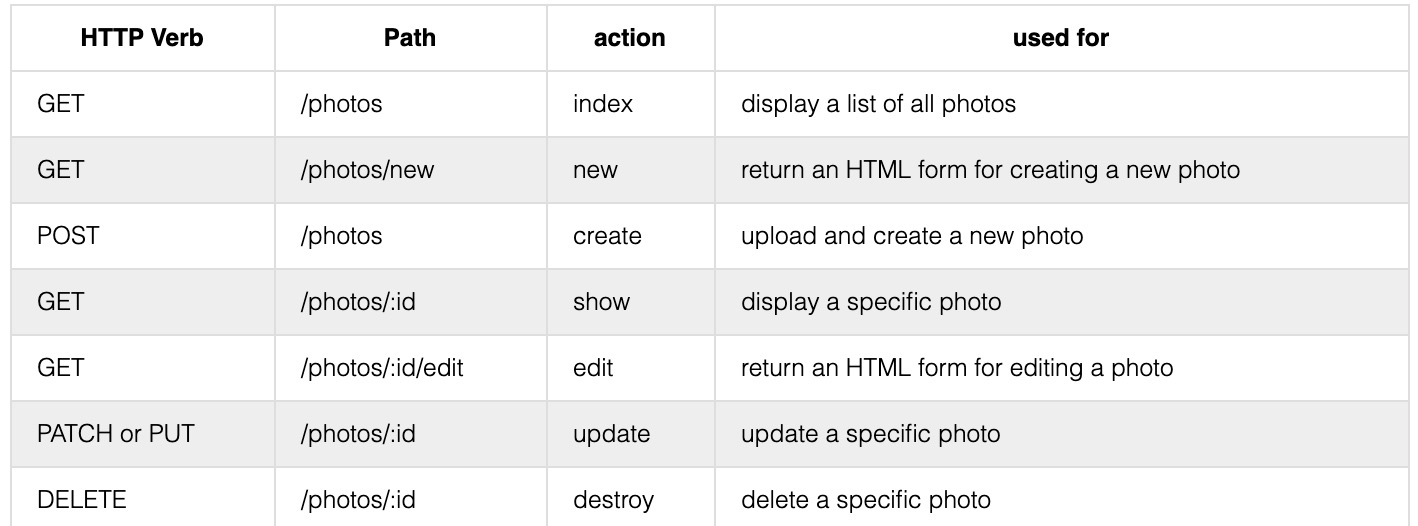 HTTP Verb Path action used for
GET /photos index display a list of all photos
GET /photos/new new return an HTML form for creating a new photo
POST /photos create upload and create a new photo
GET /photos/:id show display a specific photo
GET /photos/:id/edit edit return an HTML form for editing a photo
PATCH or PUT /photos/:id update update a specific photo
DELETE /photos/:id destroy delete a specific photo